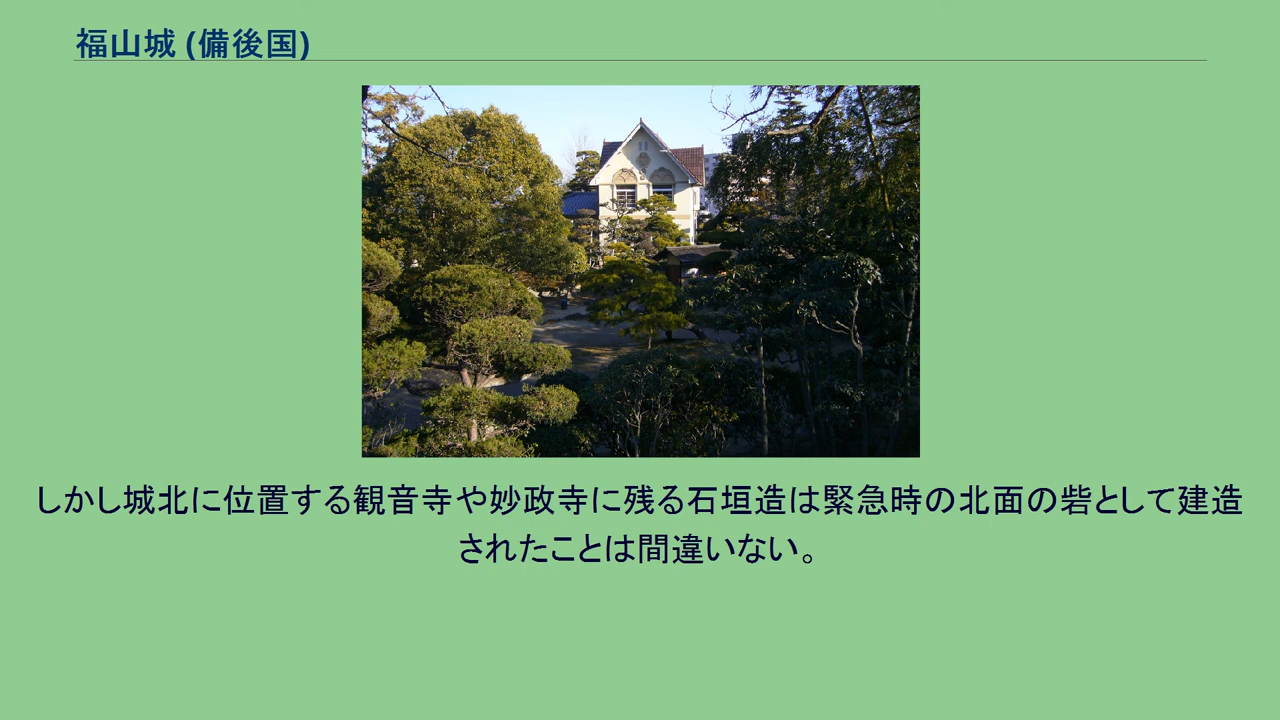 福山城 (備後国)
しかし城北に位置する観音寺や妙政寺に残る石垣造は緊急時の北面の砦として建造
されたことは間違いない。